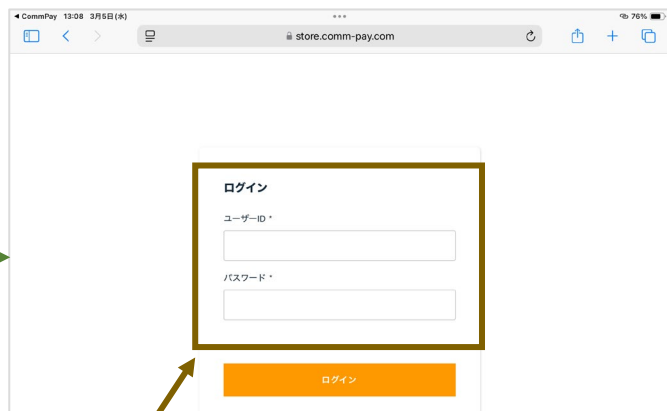 ◀ CommPay 13:08 3月5日(水) 76%
store.comm-pay.com
ログイン
ユーザーID *
パスワード *
ログイン